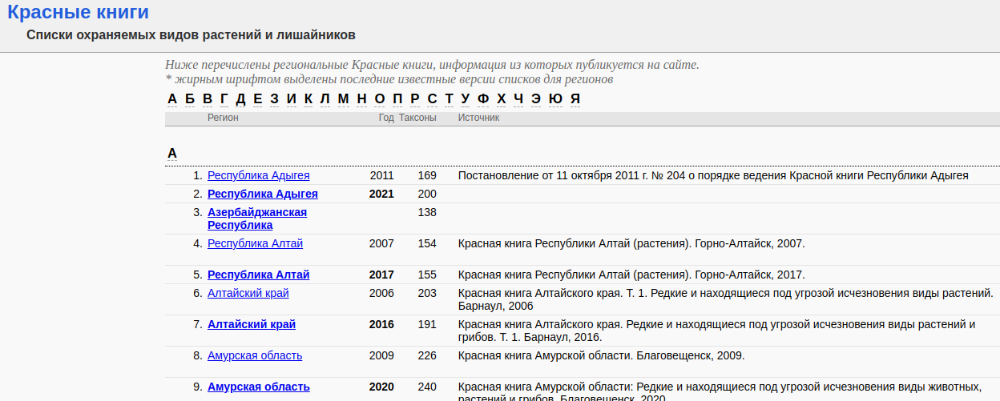 Красные книги
Списки охраняемых видов растений и лишайников
Ниже перечислены региональные Красные книги, информация из которых публикуется на сайте.
* жирным шрифтом выделены последние известные версии списков для регионов
А Б В Г Д Е З И К Л М Н О П Р С Т У Ф Х Ч Э Ю Я
Регион Год Таксоны Источник
А
1. Республика Адыгея 2011 169 Постановление от 11 октября 2011 г. № 204 о порядке ведения Красной книги Республики Адыгея
2. Республика Адыгея 2021 200
3. Азербайджанская 138
Республика
4. Республика Алтай 2007 154 Красная книга Республики Алтай (растения). Горно-Алтайск, 2007.
5. Республика Алтай 2017 155 Красная книга Республики Алтай (растения). Горно-Алтайск, 2017.
6. Алтайский край 2006 203 Красная книга Алтайского края. Т. 1. Редкие и находящиеся под угрозой исчезновения виды растений.
Барнаул, 2006
7. Алтайский край 2016 191 Красная книга Алтайского края. Редкие и находящиеся под угрозой исчезновения виды растений и
грибов. Т. 1. Барнаул, 2016.
8. Амурская область 2009 226 Красная книга Амурской области. Благовещенск, 2009.
9. Амурская область 2020 240 Красная книга Амурской области: Редкие и находящиеся под угрозой исчезновения виды животных,
растений и грибов. Благовещенск, 2020